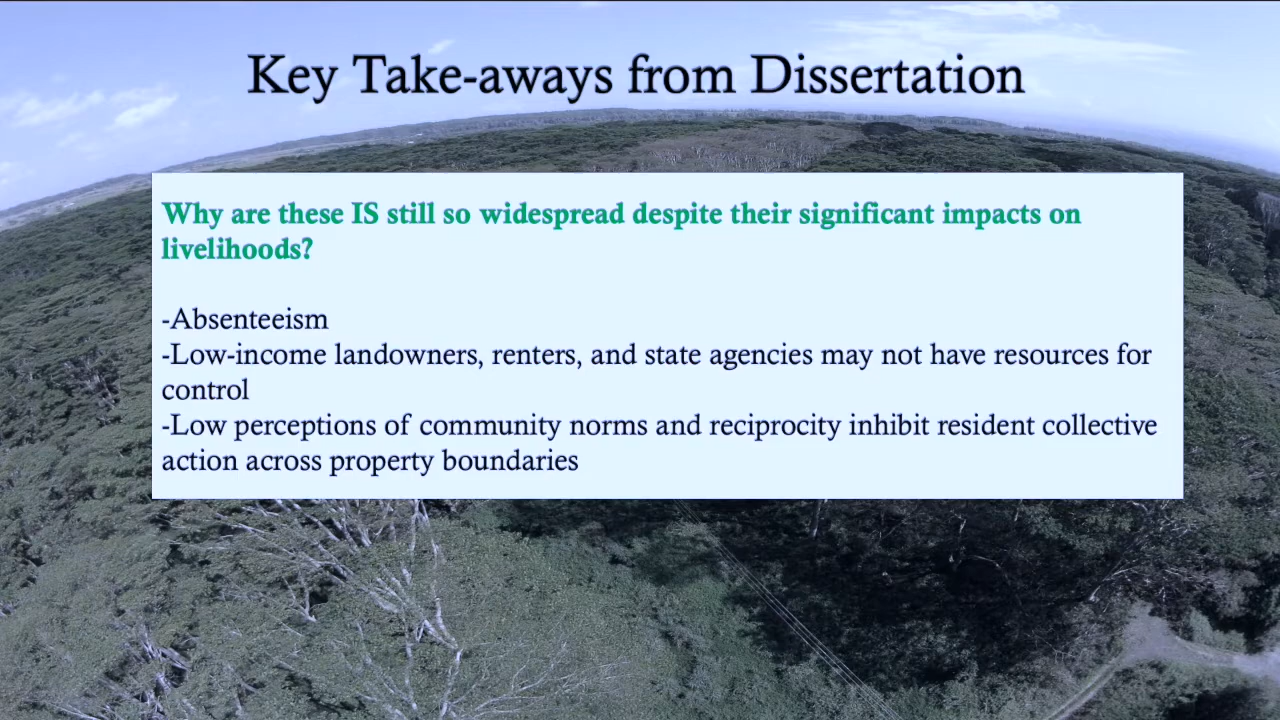 Key Take-aways from Dissertation
Why are these IS still so widespread despite their significant impacts on
livelihoods?
-Absenteeism
-Low-income landowners, renters, and state agencies may not have resources for
control
-Low perceptions of community norms and reciprocity inhibit resident collective
action across property boundaries